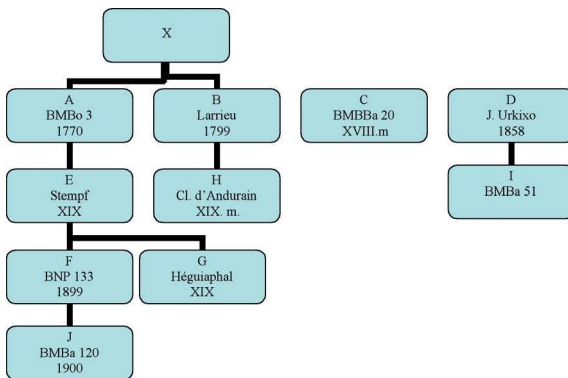 X
A
BMBo 3
1770
B
Larrieu
1799
C
BMBBa 20
XVIII.m
D
J. Urkixo
1858
E
Stempf
XIX
H
Cl. d'Andurain
XIX. m.
I
BMBa 51
F
BNP 133
1899
G
Héguiaphal
XIX
J
BMBa 120
1900